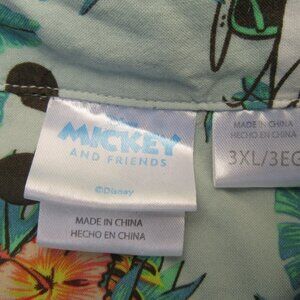 MICKEY
AND FRIENDS
©Disney
MADE IN CHINA
HECHO EN CHINA
MADE IN CHINA
HECHO EN CHINA
3XL/3EG